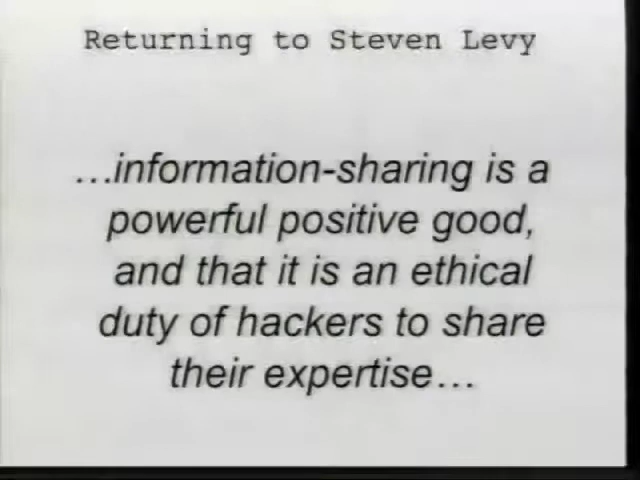 Returning to Steven Levy
…information-sharing is a
powerful positive good,
and that it is an ethical
duty of hackers to share
their expertise…